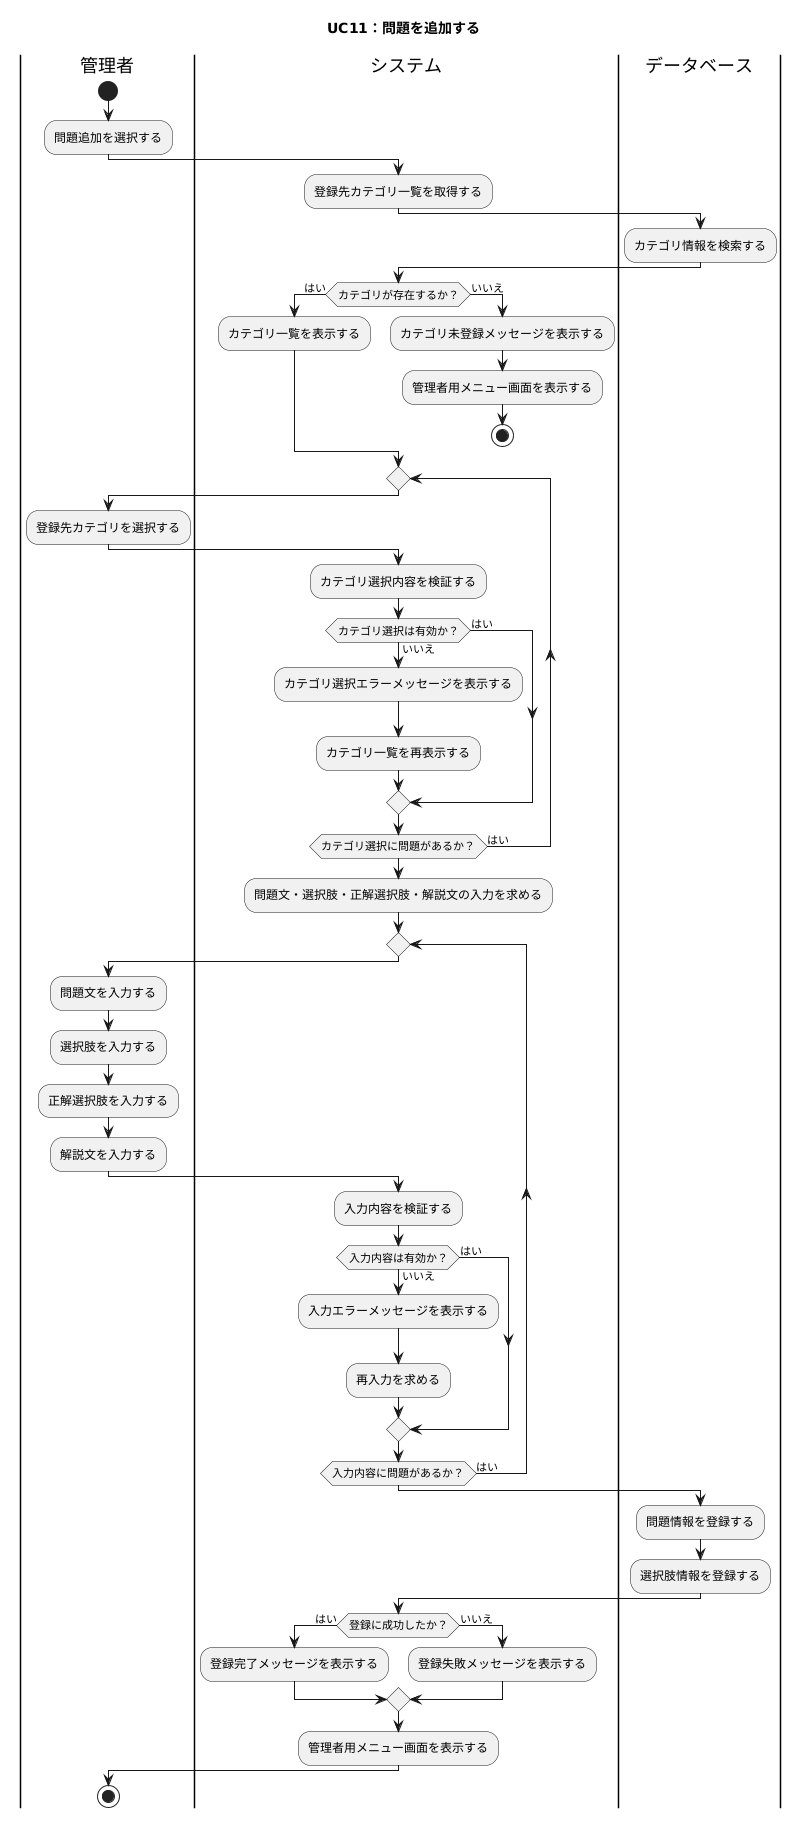 UC11：問題を追加する
管理者
システム
データベース
問題追加を選択する
登録先カテゴリ一覧を取得する
カテゴリ情報を検索する
カテゴリが存在するか？
はい
いいえ
カテゴリ一覧を表示する
カテゴリ未登録メッセージを表示する
管理者用メニュー画面を表示する
登録先カテゴリを選択する
カテゴリ選択内容を検証する
カテゴリ選択は有効か？
はい
いいえ
カテゴリ選択エラーメッセージを表示する
カテゴリ一覧を再表示する
カテゴリ選択に問題があるか？
はい
問題文・選択肢・正解選択肢・解説文の入力を求める
問題文を入力する
選択肢を入力する
正解選択肢を入力する
解説文を入力する
入力内容を検証する
入力内容は有効か？
はい
いいえ
入力エラーメッセージを表示する
再入力を求める
入力内容に問題があるか？
はい
問題情報を登録する
選択肢情報を登録する
登録に成功したか？
はい
いいえ
登録完了メッセージを表示する
登録失敗メッセージを表示する
管理者用メニュー画面を表示する